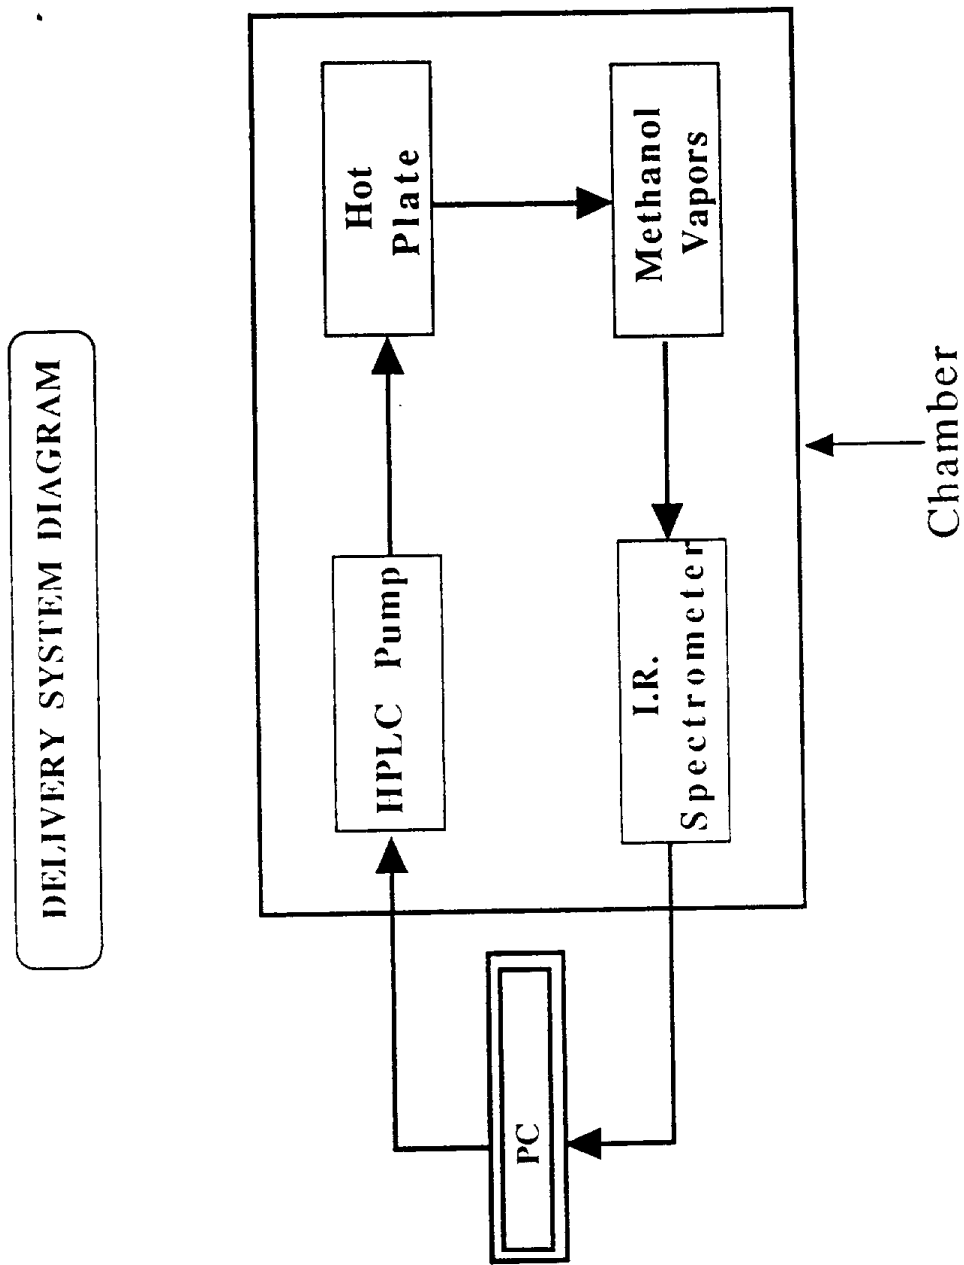 DELIVERY SYSTEM DIAGRAM
HPLC Pump
Hot
Plate
PC
I.R.
Spectrometer
Methanol
Vapors
Chamber